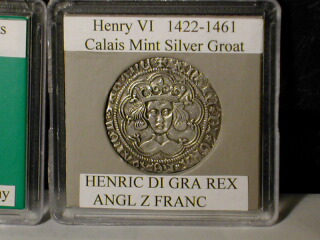 Henry VI 1422-1461
Calais Mint Silver Groat
HENRIC DI GRA REX
ANGL Z FRANC